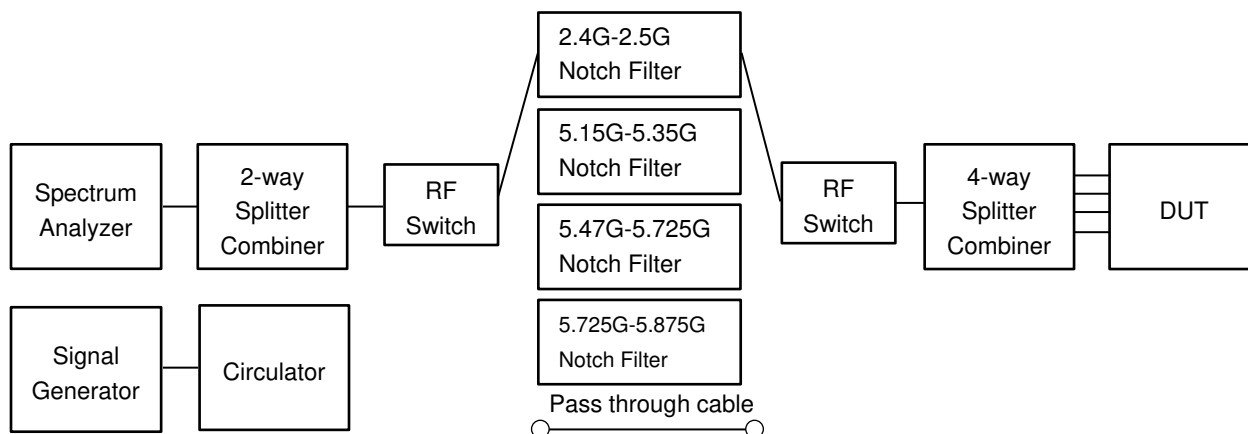 2.4G-2.5G
Notch Filter
5.15G-5.35G
Notch Filter
Spectrum
Analyzer
2-way
Splitter
Combiner
RF
Switch
RF
Switch
4-way
Splitter
Combiner
DUT
5.47G-5.725G
Notch Filter
5.725G-5.875G
Notch Filter
Signal
Generator
Circulator
Pass through cable